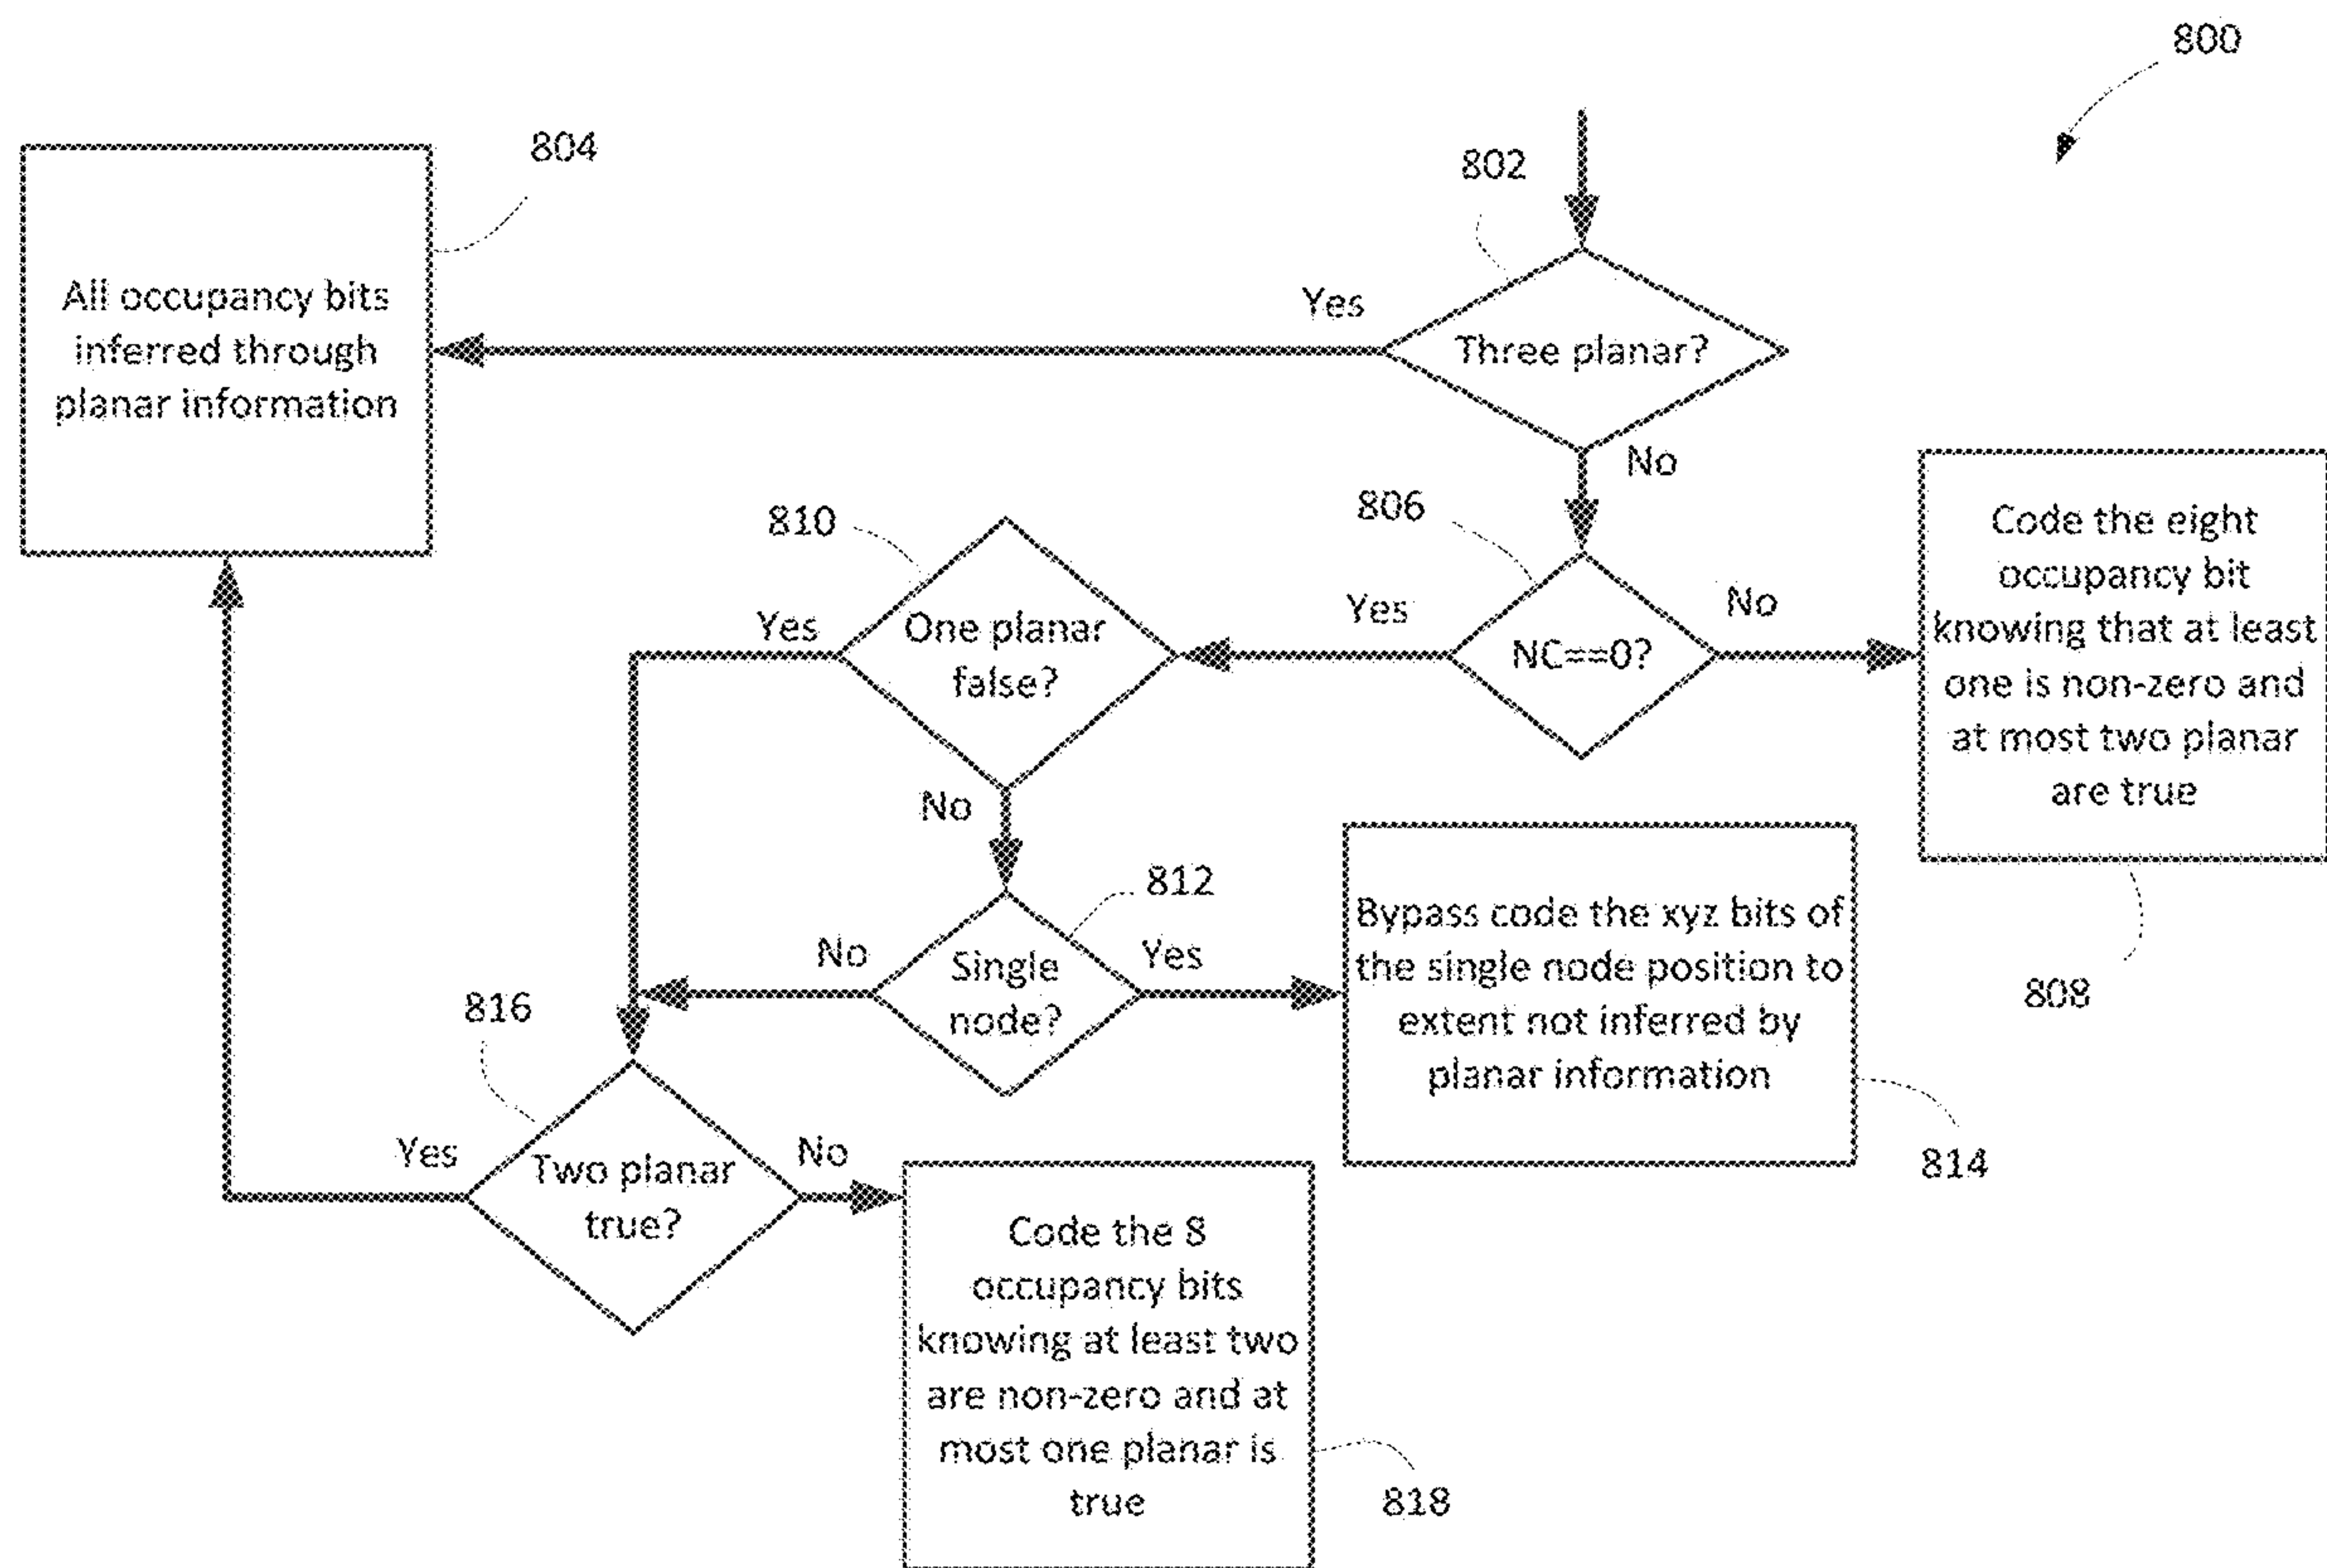 800
804
802
All occupancy bits
inferred through
planar information
Yes
Three planar?
No
810
806
Code the eight
occupancy bit
knowing that at least
one is non-zero and
at most two planar
are true
Yes
One planar
false?
Yes
NC==0?
No
No
812
808
No
Single
node?
Yes
Bypass code the xyz bits of
the single node position to
extent not inferred by
planar information
814
816
Yes
Two planar
true?
No
Code the 8
occupancy bits
knowing at least two
are non-zero and at
most one planar is
true
818